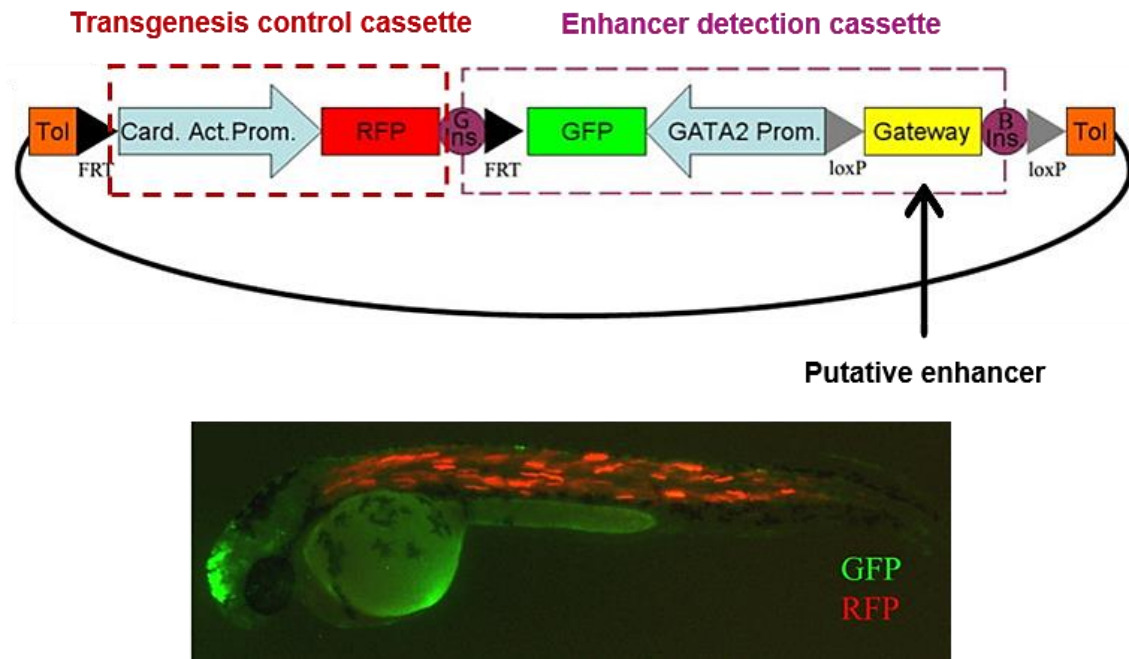 Transgenesis control cassette
Enhancer detection cassette
Tol
FRT
Card. Act.Prom.
RFP
G
Ins
FRT
GFP
GATA2 Prom.
loxP
Gateway
B
Ins
loxP
Tol
Putative enhancer
GFP
RFP